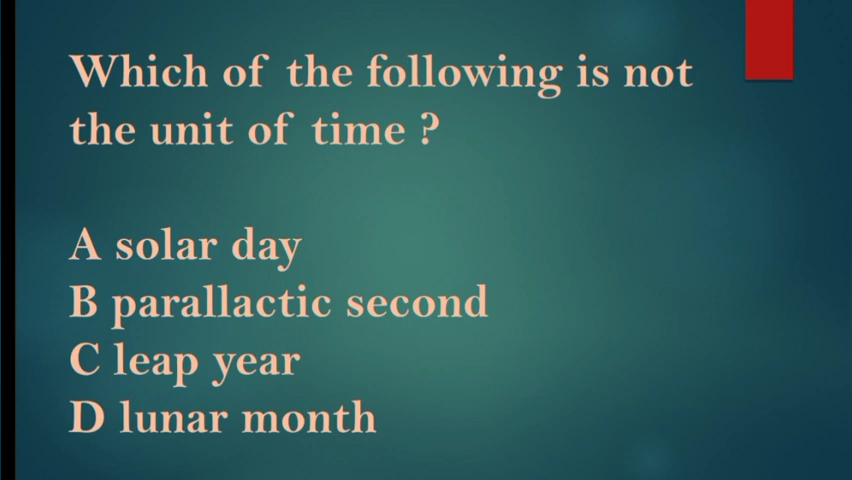 Which of the following is not
the unit of time ?
A solar day
B parallactic second
C leap year
D lunar month